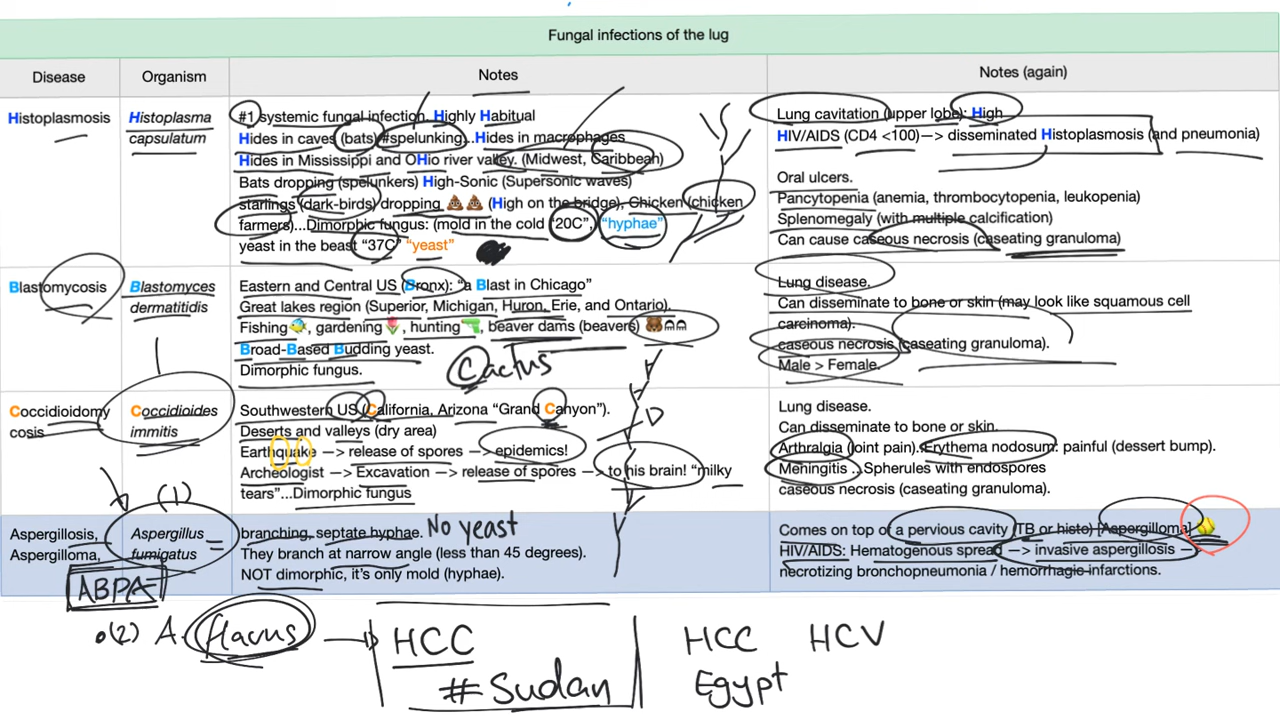 Fungal infections of the lug
Disease
Organism
Notes
Notes (again)
Histoplasmosis
Histoplasma
capsulatum
#1 systemic fungal infection. Highly Habitual
Hides in caves (bats) #spelunking...Hides in macrophages
Hides in Mississippi and OHio river valley. (Midwest, Caribbean)
Bats dropping (spelunkers) High-Sonic (Supersonic waves)
starlings (dark-birds) dropping 💩💩 (High on the bridge), Chicken (chicken
farmers)...Dimorphic fungus: (mold in the cold "20C", "hyphae"
yeast in the beast "37C" "yeast"
Lung cavitation (upper lobe): High
HIV/AIDS (CD4 <100)—> disseminated Histoplasmosis (and pneumonia)
Oral ulcers.
Pancytopenia (anemia, thrombocytopenia, leukopenia)
Splenomegaly (with multiple calcification)
Can cause caseous necrosis (caseating granuloma)
Blastomycosis
Blastomyces
dermatitidis
Eastern and Central US (Bronx): "a Blast in Chicago"
Great lakes region (Superior, Michigan, Huron, Erie, and Ontario).
Fishing🐠, gardening🌷, hunting🔫, beaver dams (beavers)
Broad-Based Budding yeast.
Dimorphic fungus.
Cactus
Lung disease.
Can disseminate to bone or skin (may look like squamous cell
carcinoma).
caseous necrosis (caseating granuloma).
Male > Female.
Coccidioidomy
cosis
Coccidioides
immitis
Southwestern US (California, Arizona "Grand Canyon").
Deserts and valleys (dry area)
Earthquake —> release of spores —> epidemics!
Archeologist —> Excavation —> release of spores —> to his brain! "milky
tears"...Dimorphic fungus
Lung disease.
Can disseminate to bone or skin.
Arthralgia (joint pain). Erythema nodosum: painful (dessert bump).
Meningitis ..Spherules with endospores
caseous necrosis (caseating granuloma).
(1)
Aspergillosis,
Aspergilloma,
ABPA
Aspergillus
fumigatus
branching, septate hyphae. No yeast
They branch at narrow angle (less than 45 degrees).
NOT dimorphic, it's only mold (hyphae).
Comes on top of a pervious cavity (TB or histo) [Aspergilloma]
HIV/AIDS: Hematogenous spread —> invasive aspergillosis —>
necrotizing bronchopneumonia / hemorrhagic infarctions.
(2) A. flavus → HCC
#Sudan
HCC HCV
Egypt